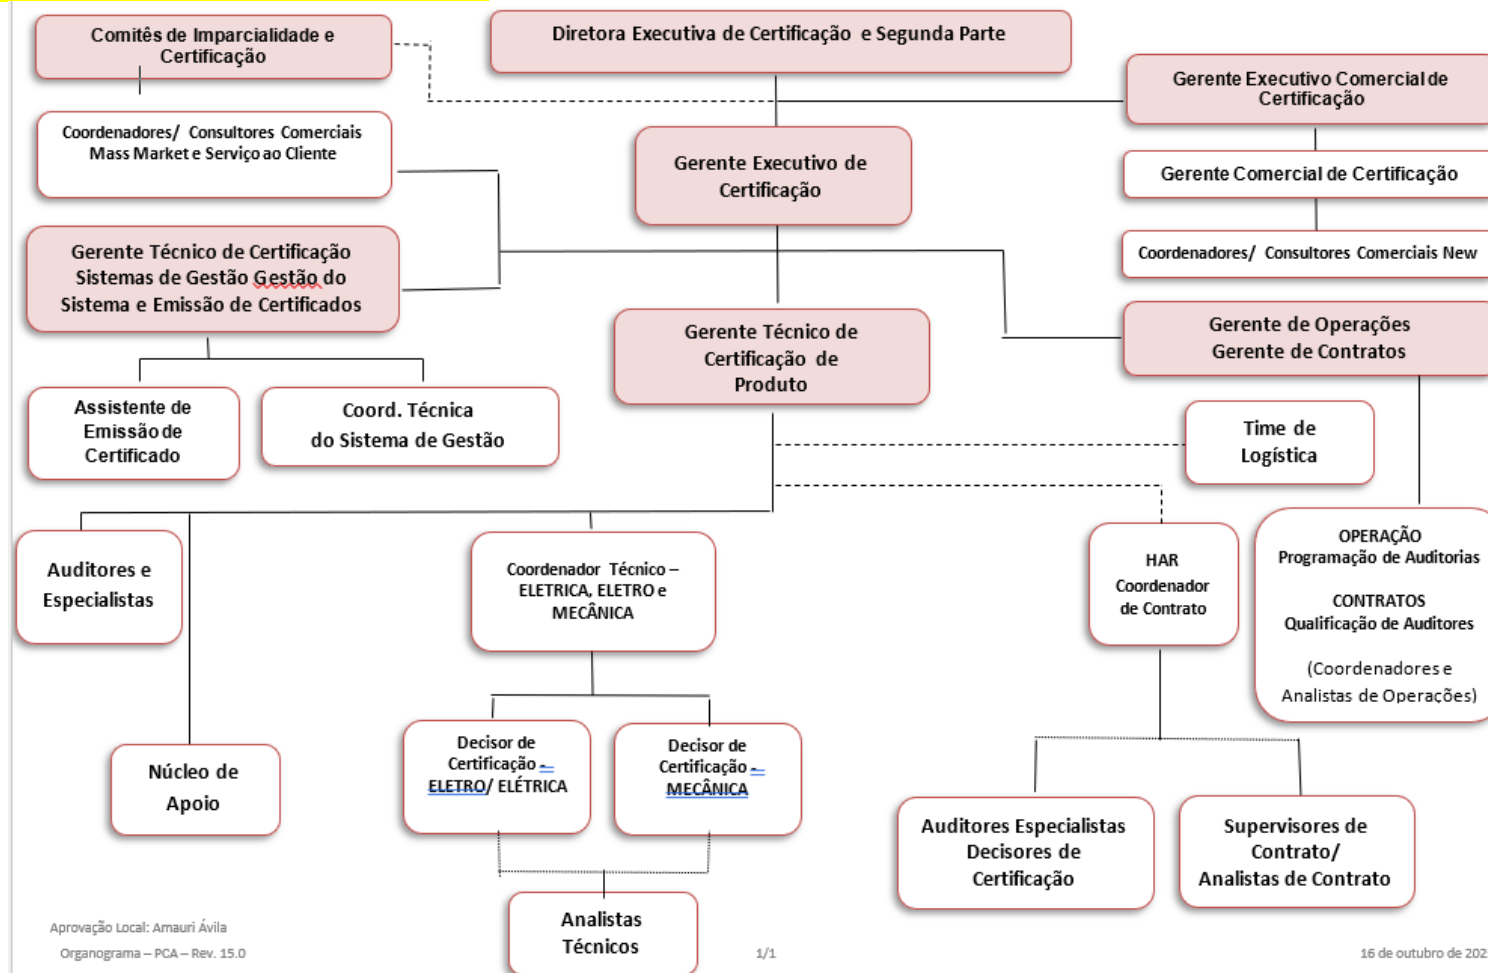 Comitês de Imparcialidade e
Certificação
Diretora Executiva de Certificação e Segunda Parte
Gerente Executivo Comercial de
Certificação
Coordenadores/ Consultores Comerciais
Mass Market e Serviço ao Cliente
Gerente Executivo de
Certificação
Gerente Comercial de Certificação
Gerente Técnico de Certificação
Sistemas de Gestão Gestão do
Sistema e Emissão de Certificados
Coordenadores/ Consultores Comerciais New
Gerente Técnico de
Certificação de
Produto
Gerente de Operações
Gerente de Contratos
Assistente de
Emissão de
Certificado
Coord. Técnica
do Sistema de Gestão
Time de
Logística
Auditores e
Especialistas
Coordenador Técnico –
ELETRICA, ELETRO e
MECÂNICA
HAR
Coordenador
de Contrato
OPERAÇÃO
Programação de Auditorias
CONTRATOS
Qualificação de Auditores
(Coordenadores e
Analistas de Operações)
Núcleo de
Apoio
Decisor de
Certificação –
ELETRO/ ELÉTRICA
Decisor de
Certificação –
MECÂNICA
Auditores Especialistas
Decisores de
Certificação
Supervisores de
Contrato/
Analistas de Contrato
Analistas
Técnicos
Aprovação Local: Amauri Ávila
Organograma – PCA – Rev. 15.0
1/1
16 de outubro de 202